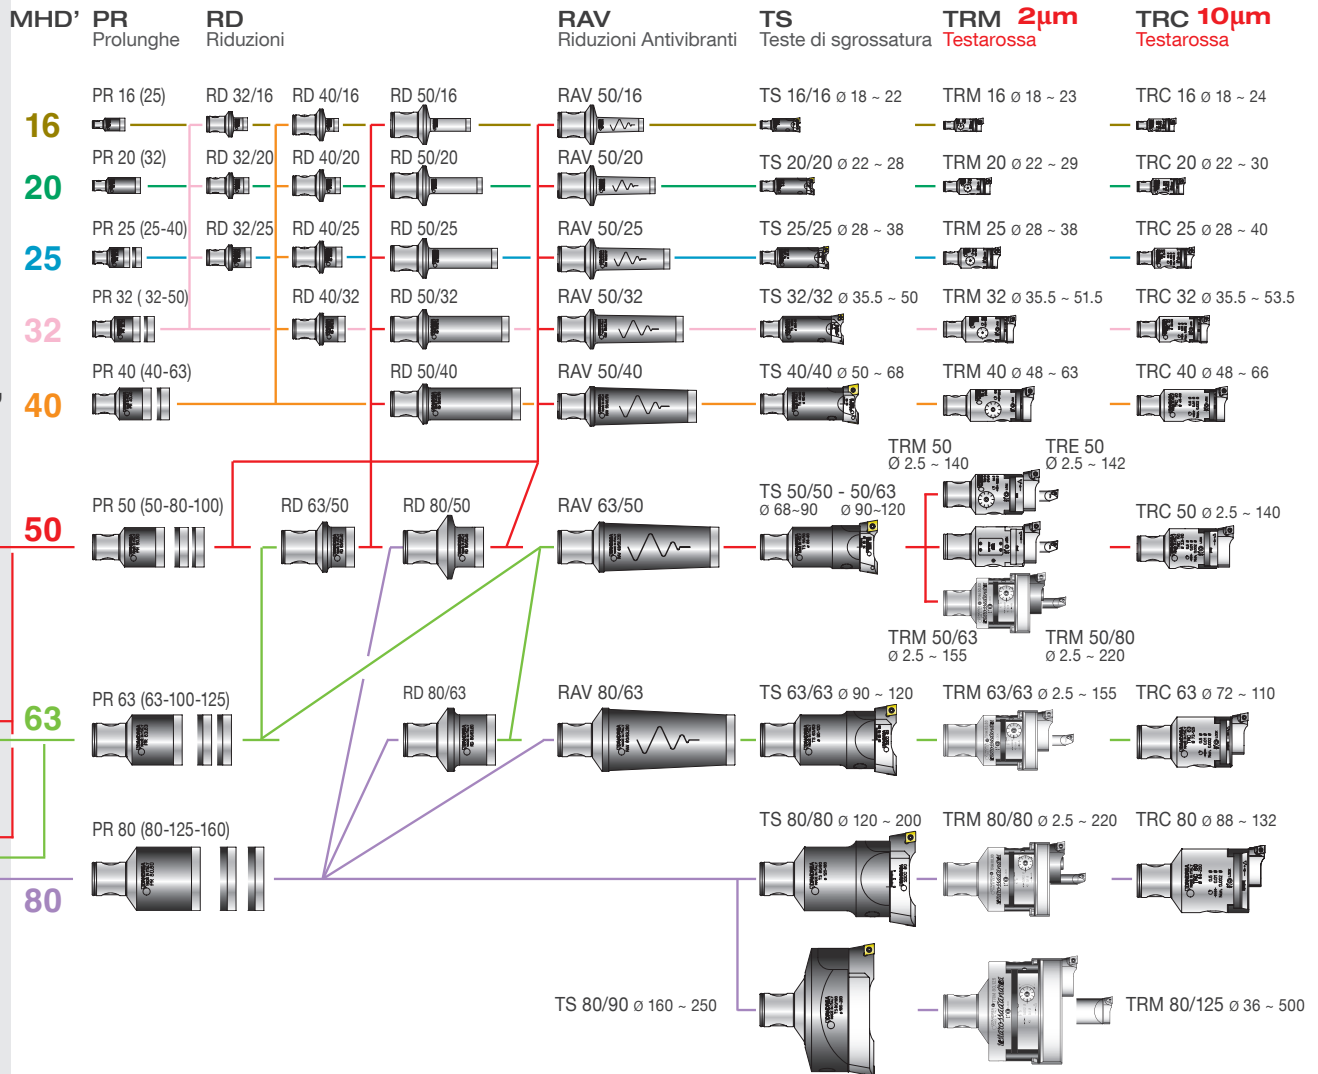 MHD’ PR RD RAV TS TRM 2µm TRC 10µm
Prolunghe Riduzioni Riduzioni Antivibranti Teste di sgrossatura Testarossa Testarossa
16
PR 16 (25) RD 32/16 RD 40/16 RD 50/16 RAV 50/16 TS 16/16 Ø 18 ~ 22 TRM 16 Ø 18 ~ 23 TRC 16 Ø 18 ~ 24
20
PR 20 (32) RD 32/20 RD 40/20 RD 50/20 RAV 50/20 TS 20/20 Ø 22 ~ 28 TRM 20 Ø 22 ~ 29 TRC 20 Ø 22 ~ 30
25
PR 25 (25-40) RD 32/25 RD 40/25 RD 50/25 RAV 50/25 TS 25/25 Ø 28 ~ 38 TRM 25 Ø 28 ~ 38 TRC 25 Ø 28 ~ 40
32
PR 32 ( 32-50) RD 40/32 RD 50/32 RAV 50/32 TS 32/32 Ø 35.5 ~ 50 TRM 32 Ø 35.5 ~ 51.5 TRC 32 Ø 35.5 ~ 53.5
40
PR 40 (40-63) RD 50/40 RAV 50/40 TS 40/40 Ø 50 ~ 68 TRM 40 Ø 48 ~ 63 TRC 40 Ø 48 ~ 66
TRM 50 TRE 50
Ø 2.5 ~ 140 Ø 2.5 ~ 142
50
PR 50 (50-80-100) RD 63/50 RD 80/50 RAV 63/50 TS 50/50 - 50/63 TRC 50 Ø 2.5 ~ 140
Ø 68~90 Ø 90~120
TRM 50/63 TRM 50/80
Ø 2.5 ~ 155 Ø 2.5 ~ 220
63
PR 63 (63-100-125) RD 80/63 RAV 80/63 TS 63/63 Ø 90 ~ 120 TRM 63/63 Ø 2.5 ~ 155 TRC 63 Ø 72 ~ 110
80
PR 80 (80-125-160) TS 80/80 Ø 120 ~ 200 TRM 80/80 Ø 2.5 ~ 220 TRC 80 Ø 88 ~ 132
TS 80/90 Ø 160 ~ 250 TRM 80/125 Ø 36 ~ 500